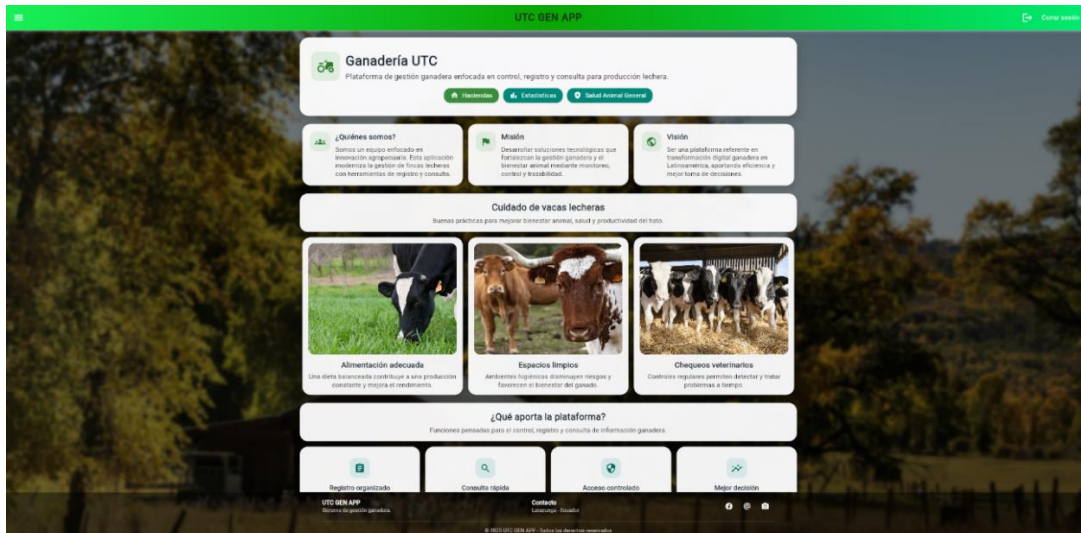 UTC GEN APP
Cerrar sesión
Ganadería UTC
Plataforma de gestión ganadera enfocada en control, registro y consulta para producción lechera.
Haciendas
Estadísticas
Salud Animal General
¿Quiénes somos?
Somos un equipo enfocado en
innovación agropecuaria. Esta aplicación
moderniza la gestión de fincas lecheras
con herramientas de registro y consulta.
Misión
Desarrollar soluciones tecnológicas que
fortalezcan la gestión ganadera y el
bienestar animal mediante monitoreo,
control y trazabilidad.
Visión
Ser una plataforma referente en
transformación digital ganadera en
Latinoamérica, aportando eficiencia y
mejor toma de decisiones.
Cuidado de vacas lecheras
Buenas prácticas para mejorar bienestar animal, salud y productividad del hato.
Alimentación adecuada
Una dieta balanceada contribuye a una producción
constante y mejora el rendimiento.
Espacios limpios
Ambientes higiénicos disminuyen riesgos y
favorecen el bienestar del ganado.
Chequeos veterinarios
Controles regulares permiten detectar y tratar
problemas a tiempo.
¿Qué aporta la plataforma?
Funciones pensadas para el control, registro y consulta de información ganadera.
Registro organizado
Consulta rápida
Acceso controlado
Mejor decisión
UTC GEN APP
Sistema de gestión ganadera
Contacto
Latacunga - Ecuador
UTC GEN APP - Todos los derechos reservados